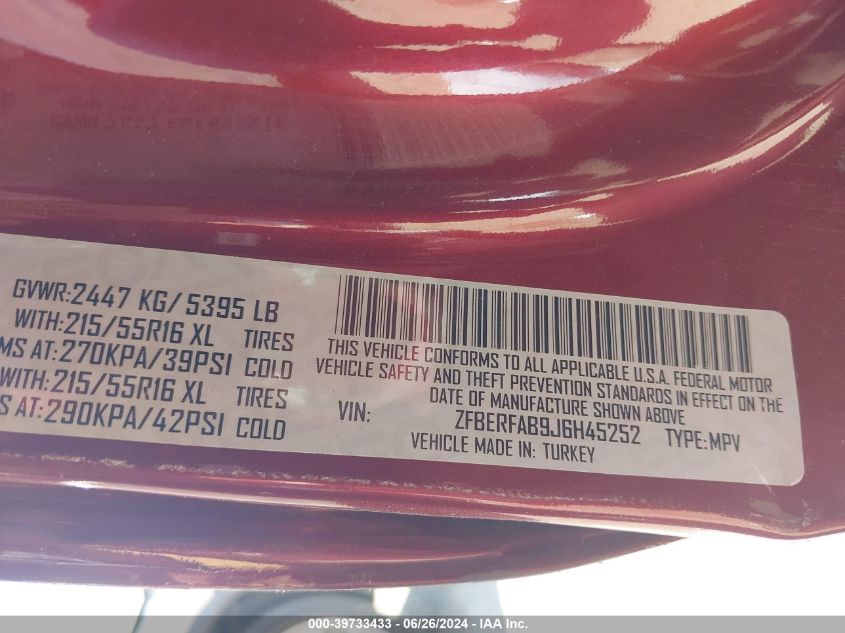 GVWR:2447 KG/ 5395 LB
WITH:215/55R16 XL TIRES
MS AT:270KPA/39PSI COLD
WITH:215/55R16 XL TIRES
S AT:290KPA/42PSI COLD
THIS VEHICLE CONFORMS TO ALL APPLICABLE U.S.A. FEDERAL MOTOR
VEHICLE SAFETY AND THEFT PREVENTION STANDARDS IN EFFECT ON THE
DATE OF MANUFACTURE SHOWN ABOVE
VIN: ZFBERFAB9J6H45252 TYPE:MPV
VEHICLE MADE IN: TURKEY
000-39733433 06/26/2024 IAA Inc.